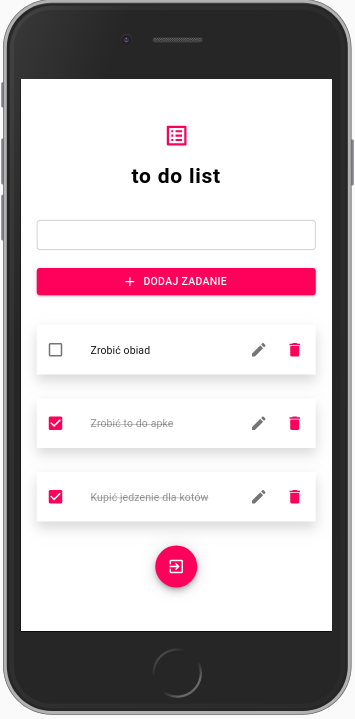 to do list
DODAJ ZADANIE
Zrobić obiad
Zrobić to do apke
Kupić jedzenie dla kotów